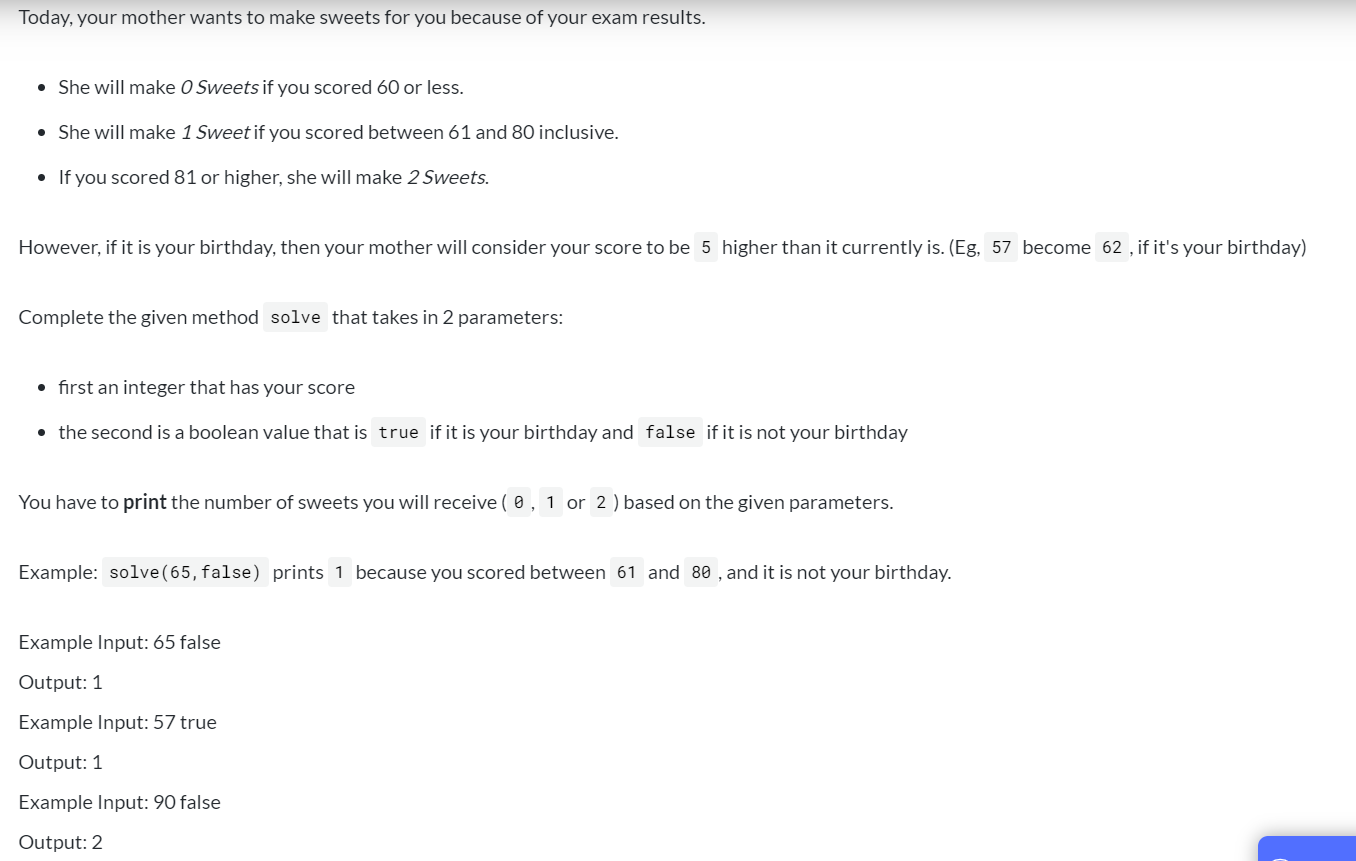 Today, your mother wants to make sweets for you because of your exam results.
• She will make 0 Sweets if you scored 60 or less.
• She will make 1 Sweet if you scored between 61 and 80 inclusive.
• If you scored 81 or higher, she will make 2 Sweets.
However, if it is your birthday, then your mother will consider your score to be 5 higher than it currently is. (Eg, 57 become 62 , if it's your birthday)
Complete the given method solve that takes in 2 parameters:
• first an integer that has your score
• the second is a boolean value that is true if it is your birthday and false if it is not your birthday
You have to print the number of sweets you will receive ( 0 , 1 or 2 ) based on the given parameters.
Example: solve(65,false) prints 1 because you scored between 61 and 80 , and it is not your birthday.
Example Input: 65 false
Output: 1
Example Input: 57 true
Output: 1
Example Input: 90 false
Output: 2